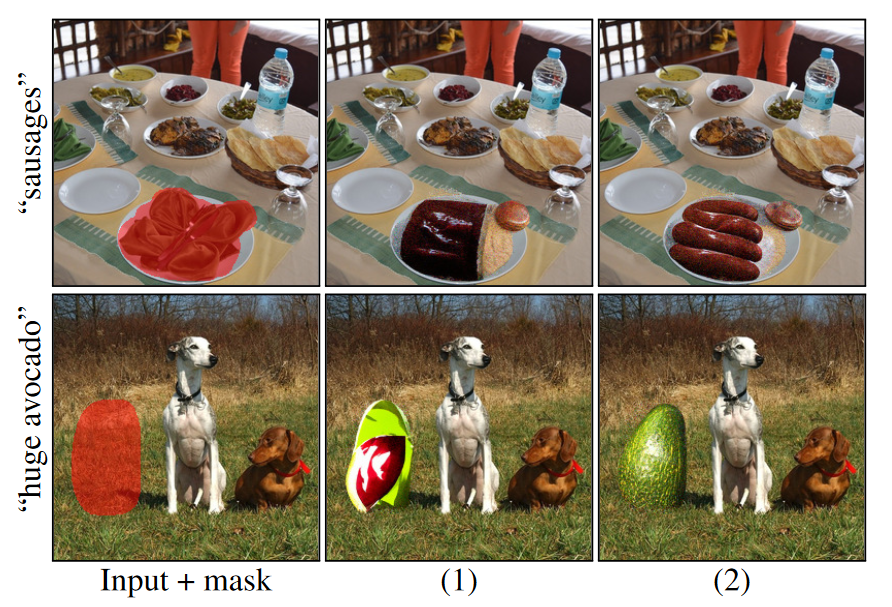 “sausages”
“huge avocado”
Input + mask
(1)
(2)